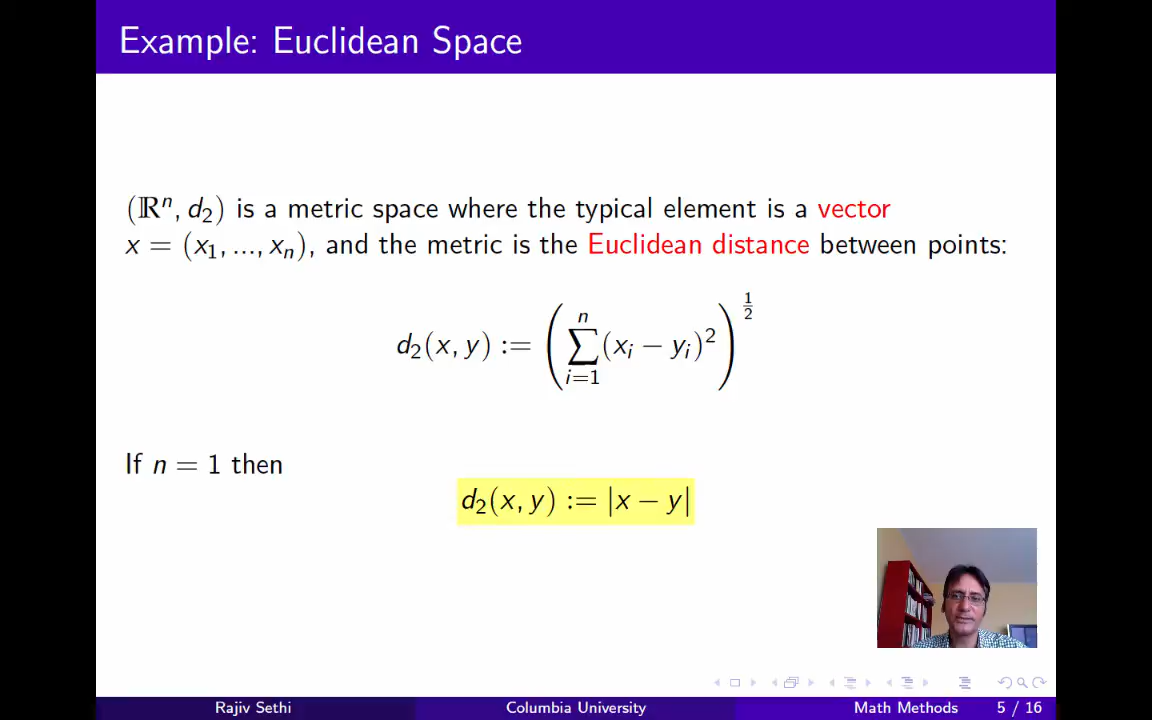 Example: Euclidean Space
(ℝⁿ, d₂) is a metric space where the typical element is a vector
x = (x₁, ..., xₙ), and the metric is the Euclidean distance between points:
d₂(x, y) := (∑ᵢ₌₁ⁿ (xᵢ − yᵢ)²)^½
If n = 1 then
d₂(x, y) := |x − y|
Rajiv Sethi Columbia University Math Methods 5 / 16